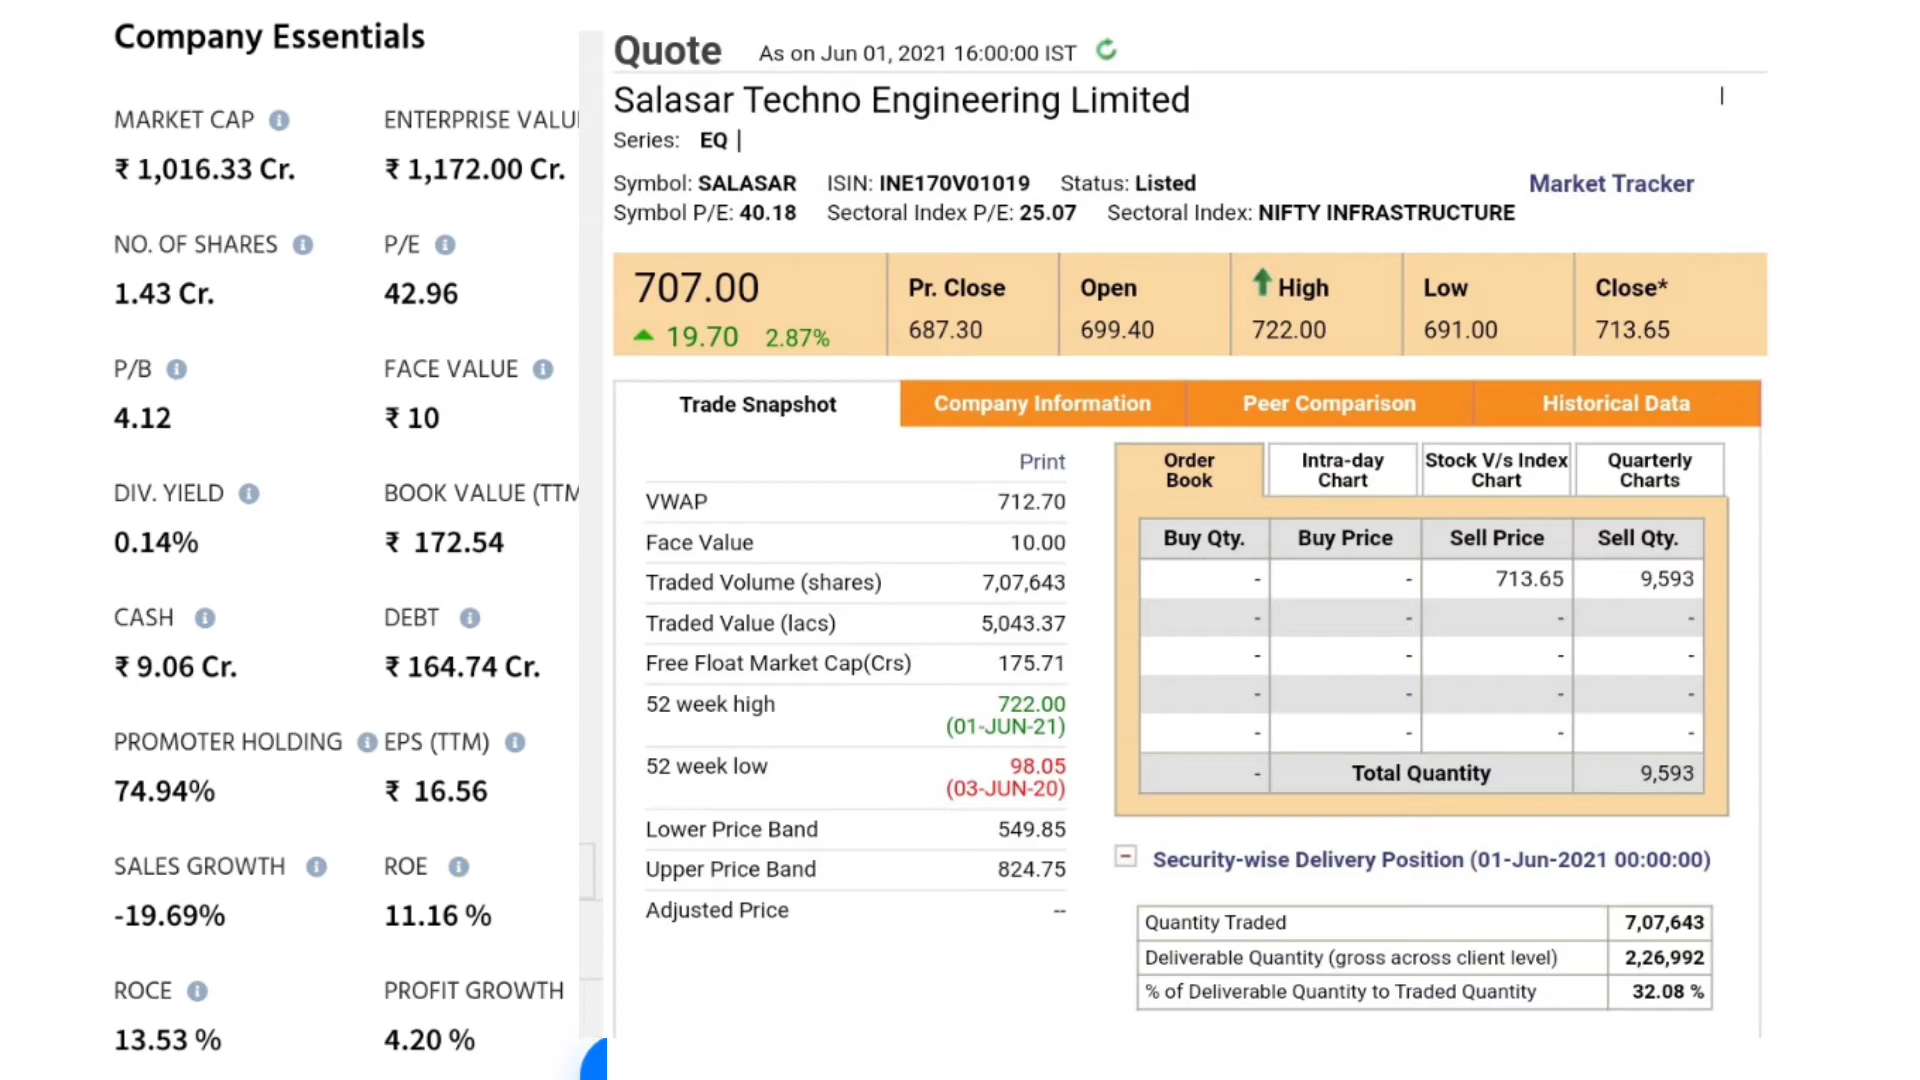 Company Essentials
MARKET CAP ENTERPRISE VALU
₹ 1,016.33 Cr. ₹ 1,172.00 Cr.
NO. OF SHARES P/E
1.43 Cr. 42.96
P/B FACE VALUE
4.12 ₹ 10
DIV. YIELD BOOK VALUE (TTM
0.14% ₹ 172.54
CASH DEBT
₹ 9.06 Cr. ₹ 164.74 Cr.
PROMOTER HOLDING EPS (TTM)
74.94% ₹ 16.56
SALES GROWTH ROE
-19.69% 11.16 %
ROCE PROFIT GROWTH
13.53 % 4.20 %
Quote As on Jun 01, 2021 16:00:00 IST
Salasar Techno Engineering Limited |
Series: EQ |
Symbol: SALASAR ISIN: INE170V01019 Status: Listed Market Tracker
Symbol P/E: 40.18 Sectoral Index P/E: 25.07 Sectoral Index: NIFTY INFRASTRUCTURE
707.00 Pr. Close Open High Low Close*
19.70 2.87% 687.30 699.40 722.00 691.00 713.65
Trade Snapshot Company Information Peer Comparison Historical Data
Print
VWAP 712.70
Face Value 10.00
Traded Volume (shares) 7,07,643
Traded Value (lacs) 5,043.37
Free Float Market Cap(Crs) 175.71
52 week high 722.00
(01-JUN-21)
52 week low 98.05
(03-JUN-20)
Lower Price Band 549.85
Upper Price Band 824.75
Adjusted Price --
Order Book Intra-day Chart Stock V/s Index Chart Quarterly Charts
Buy Qty. Buy Price Sell Price Sell Qty.
- - 713.65 9,593
- - - -
- - - -
- - - -
- - - -
- Total Quantity 9,593
Security-wise Delivery Position (01-Jun-2021 00:00:00)
Quantity Traded 7,07,643
Deliverable Quantity (gross across client level) 2,26,992
% of Deliverable Quantity to Traded Quantity 32.08 %